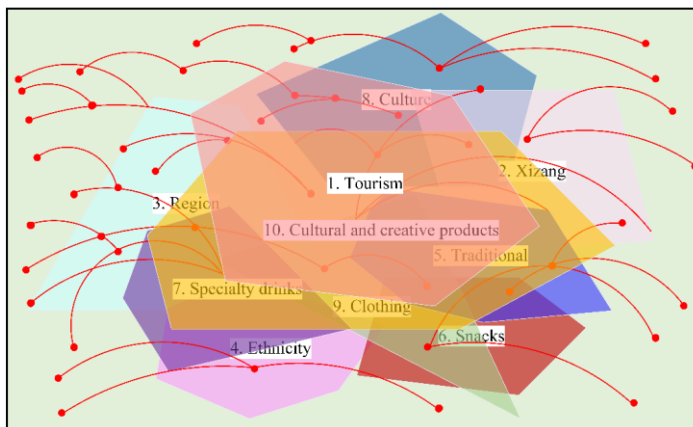 8. Culture
2. Xizang
1. Tourism
3. Region
10. Cultural and creative products
5. Traditional
7. Specialty drinks
9. Clothing
6. Snacks
4. Ethnicity